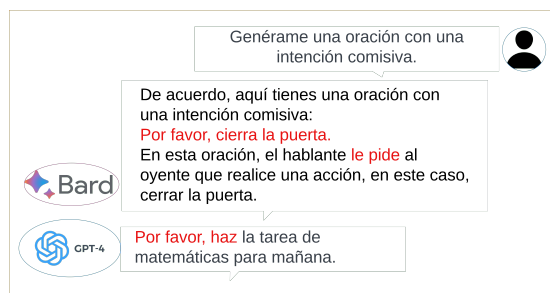 Genérame una oración con una
intención comisiva.
De acuerdo, aquí tienes una oración con
una intención comisiva:
Por favor, cierra la puerta.
En esta oración, el hablante le pide al
oyente que realice una acción, en este caso,
cerrar la puerta.
Bard
Por favor, haz la tarea de
matemáticas para mañana.
GPT-4